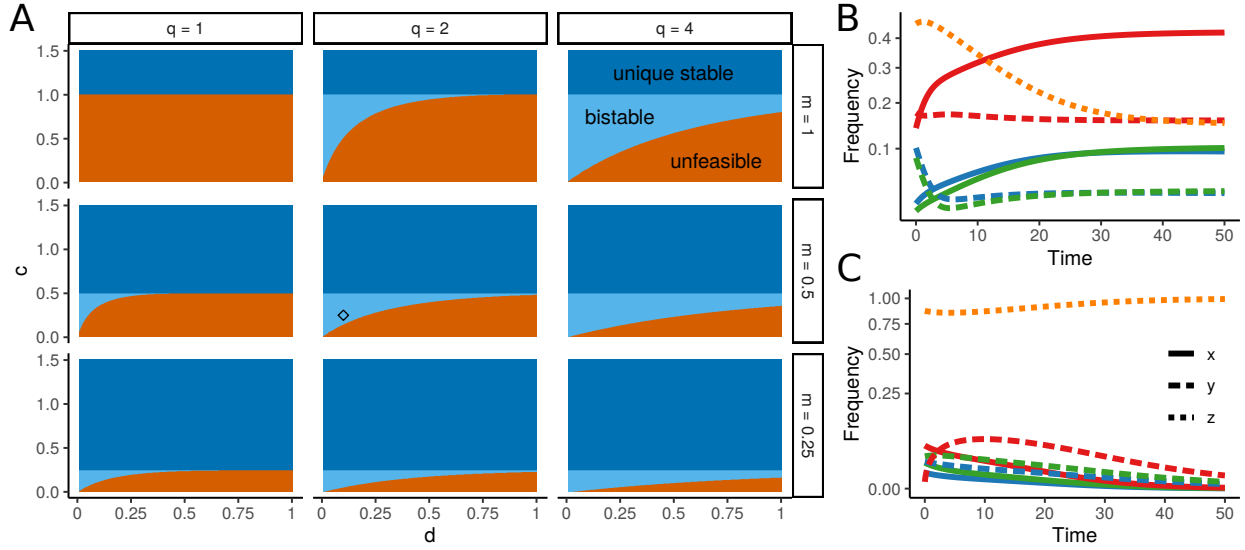 A
q = 1
q = 2
q = 4
1.5
1.0
0.5
0.0
unique stable
bistable
unfeasible
m = 1
1.5
1.0
0.5
0.0
m = 0.5
1.5
1.0
0.5
0.0
m = 0.25
c
0 0.25 0.5 0.75 1
0 0.25 0.5 0.75 1
0 0.25 0.5 0.75 1
d
B
0.4
0.3
0.2
0.1
Frequency
0 10 20 30 40 50
Time
C
1.00
0.75
0.50
0.25
0.00
Frequency
x
y
z
0 10 20 30 40 50
Time